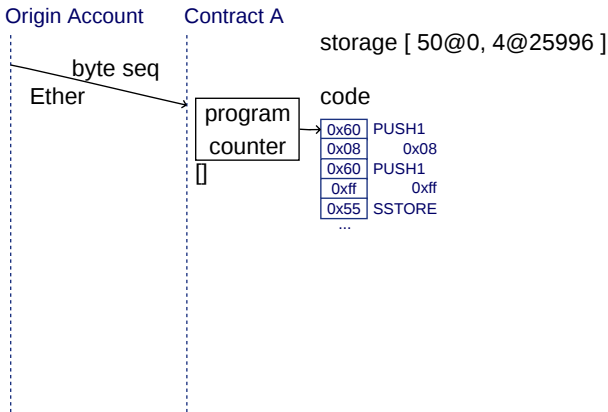 Origin Account
Contract A
storage [ 50@0, 4@25996 ]
byte seq
Ether
code
program
counter
[]
0x60 PUSH1
0x08 0x08
0x60 PUSH1
0xff 0xff
0x55 SSTORE
...